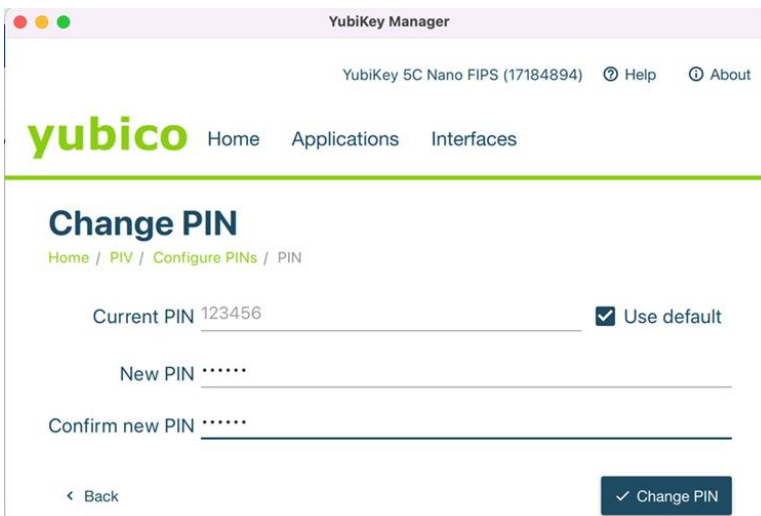 YubiKey Manager
YubiKey 5C Nano FIPS (17184894) Help About
yubico Home Applications Interfaces
Change PIN
Home / PIV / Configure PINs / PIN
Current PIN 123456 Use default
New PIN ••••••
Confirm new PIN ••••••
Back Change PIN